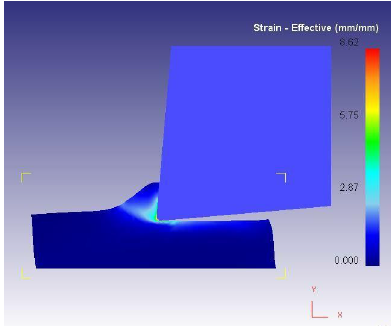 Strain - Effective (mm/mm)
8.62
5.75
2.87
0.000
Y
X